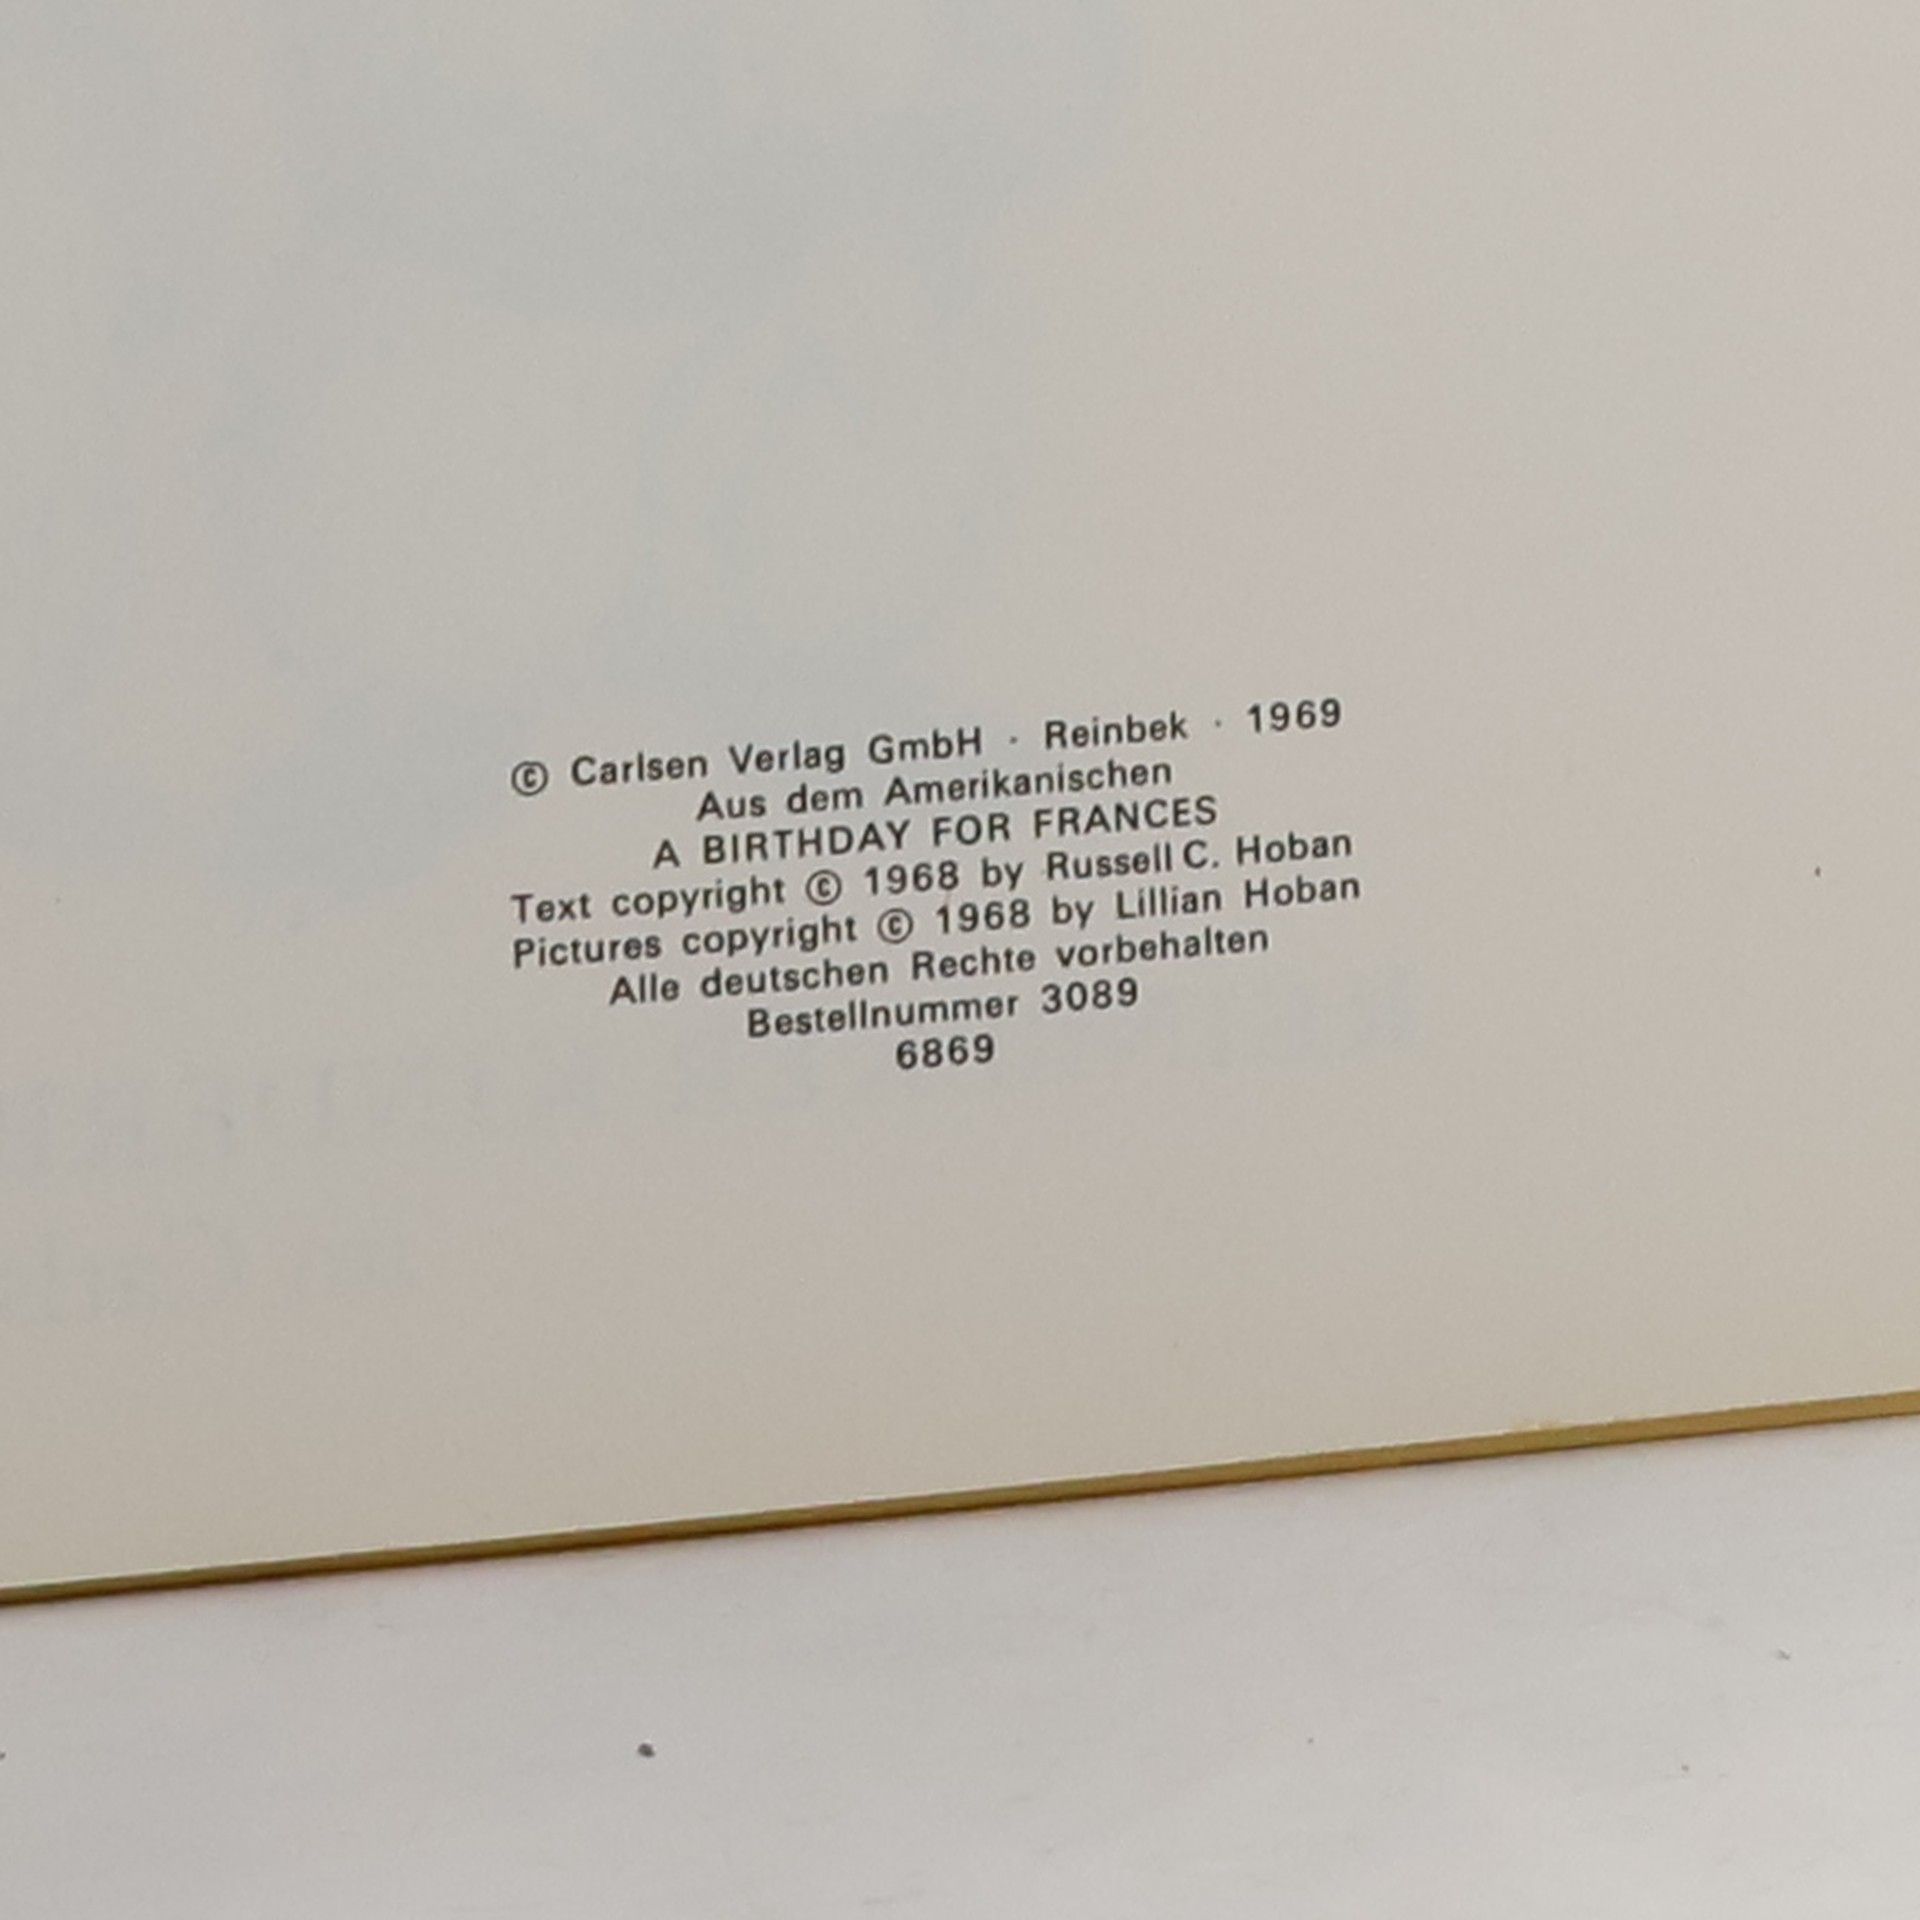 © Carlsen Verlag GmbH · Reinbek · 1969
Aus dem Amerikanischen
A BIRTHDAY FOR FRANCES
Text copyright © 1968 by Russell C. Hoban
Pictures copyright © 1968 by Lillian Hoban
Alle deutschen Rechte vorbehalten
Bestellnummer 3089
6869